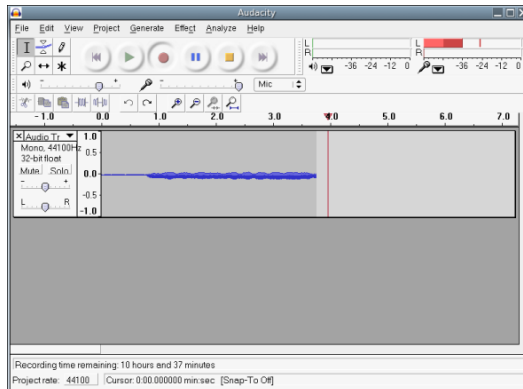 Audacity
File Edit View Project Generate Effect Analyze Help
L
R
-36 -24 -12 0
L
R
-36 -24 -12 0
- + - + Mic
-1.0 0.0 1.0 2.0 3.0 4.0 5.0 6.0 7.0
X Audio Tr 1.0
Mono, 44100Hz 0.5
32-bit float
Mute Solo 0.0
- +
-0.5
L R
-1.0
Recording time remaining: 10 hours and 37 minutes
Project rate: 44100 Cursor: 0:00.000000 min:sec [Snap-To Off]